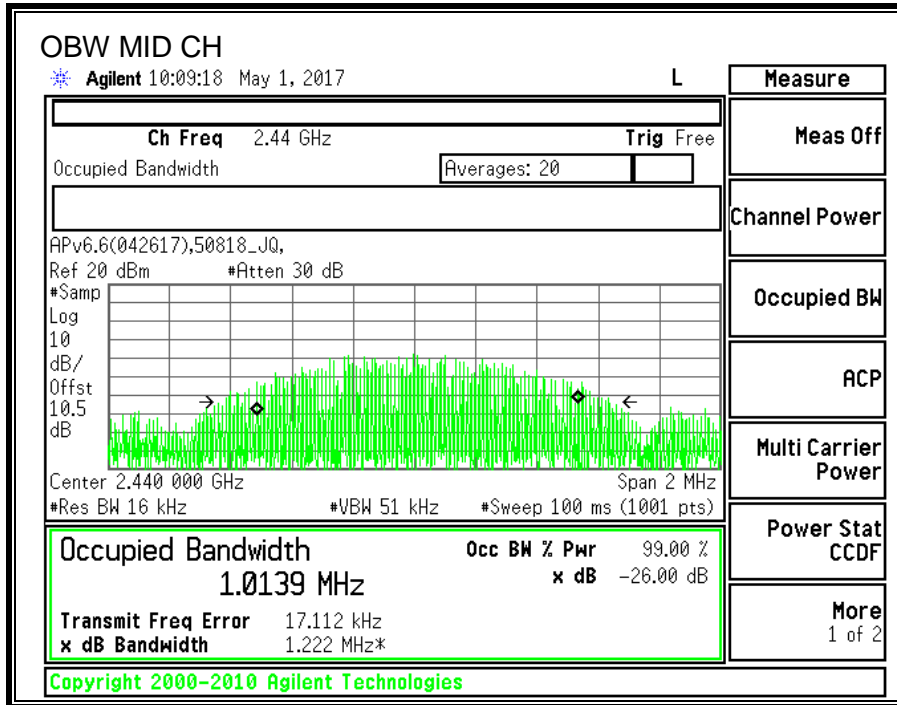 OBW MID CH
Agilent 10:09:18 May 1, 2017 L
Ch Freq 2.44 GHz Trig Free
Occupied Bandwidth Averages: 20
APv6.6(042617),50818_JQ,
Ref 20 dBm #Atten 30 dB
#Samp
Log
10
dB/
Offst
10.5
dB
Center 2.440 000 GHz Span 2 MHz
#Res BW 16 kHz #VBW 51 kHz #Sweep 100 ms (1001 pts)
Occupied Bandwidth Occ BW % Pwr 99.00 %
1.0139 MHz x dB -26.00 dB
Transmit Freq Error 17.112 kHz
x dB Bandwidth 1.222 MHz*
Copyright 2000-2010 Agilent Technologies
Measure
Meas Off
Channel Power
Occupied BW
ACP
Multi Carrier
Power
Power Stat
CCDF
More
1 of 2